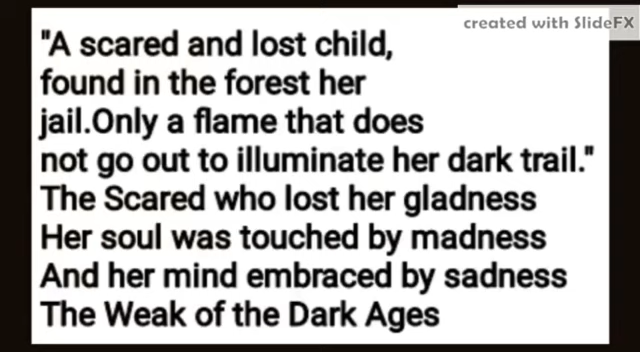 created with SlideFX
"A scared and lost child,
found in the forest her
jail.Only a flame that does
not go out to illuminate her dark trail."
The Scared who lost her gladness
Her soul was touched by madness
And her mind embraced by sadness
The Weak of the Dark Ages